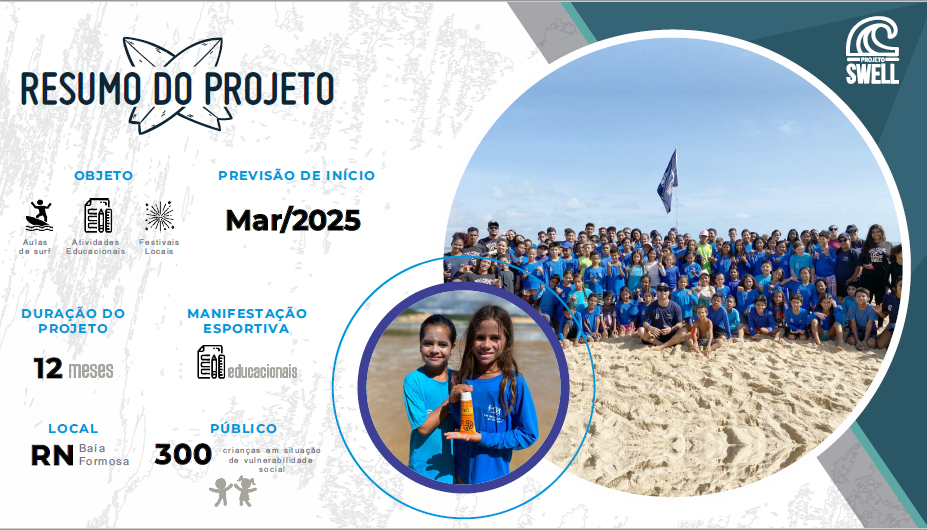 RESUMO DO PROJETO
PROJETO
SWELL
OBJETO
Aulas
de surf
Atividades
Educacionais
Festivais
Locais
PREVISÃO DE INÍCIO
Mar/2025
DURAÇÃO DO
PROJETO
12 meses
MANIFESTAÇÃO
ESPORTIVA
educacionais
LOCAL
RN Baía
Formosa
PÚBLICO
300 crianças em situação
de vulnerabilidade
social